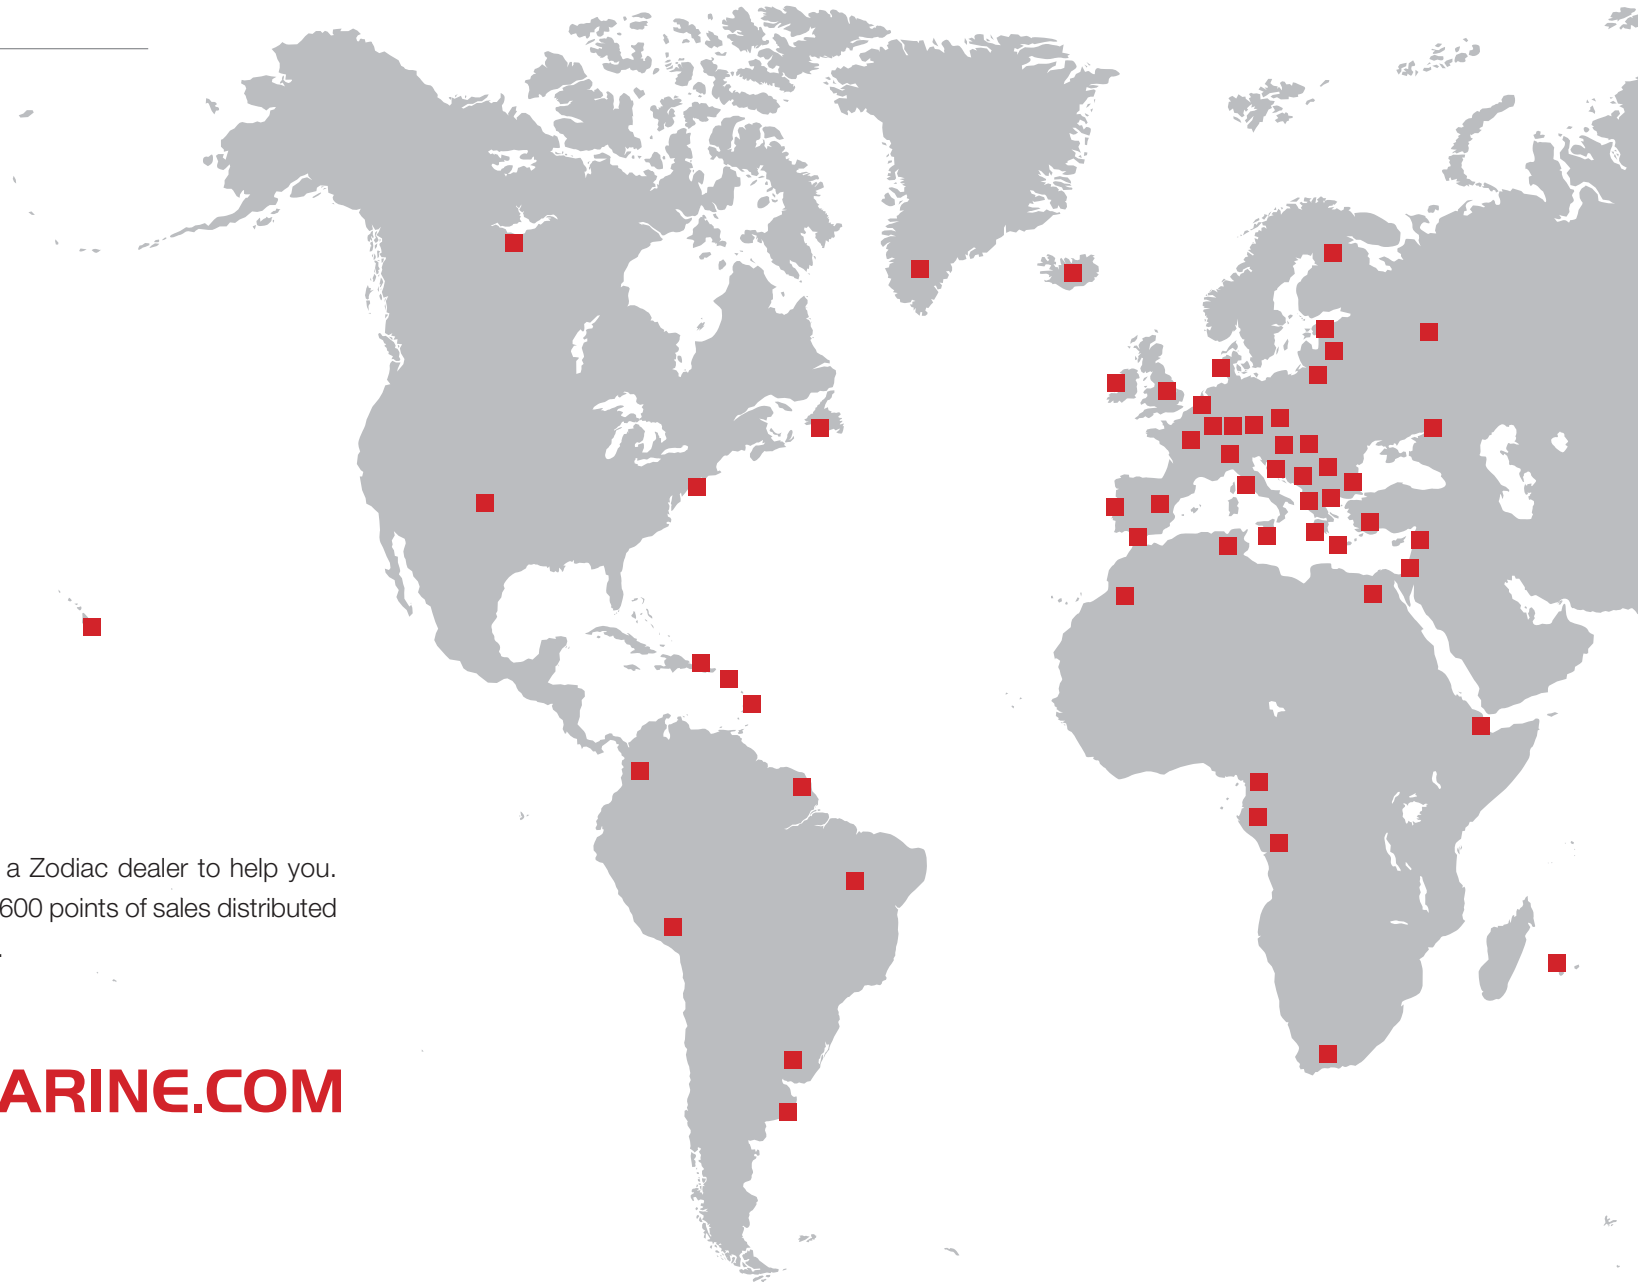 a Zodiac dealer to help you.
600 points of sales distributed
.
ARINE.COM